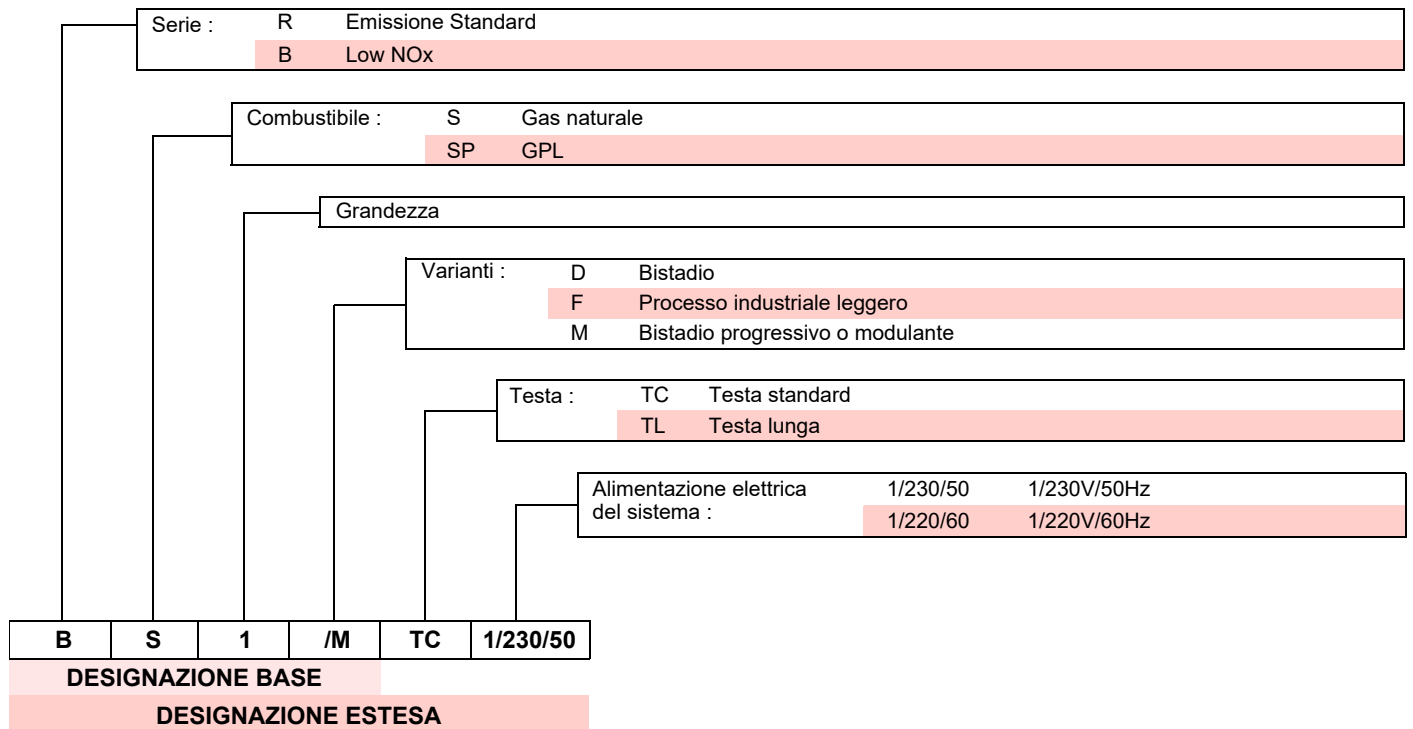 Serie : R Emissione Standard
B Low NOx
Combustibile : S Gas naturale
SP GPL
Grandezza
Varianti : D Bistadio
F Processo industriale leggero
M Bistadio progressivo o modulante
Testa : TC Testa standard
TL Testa lunga
Alimentazione elettrica 1/230/50 1/230V/50Hz
del sistema : 1/220/60 1/220V/60Hz
B S 1 /M TC 1/230/50
DESIGNAZIONE BASE
DESIGNAZIONE ESTESA